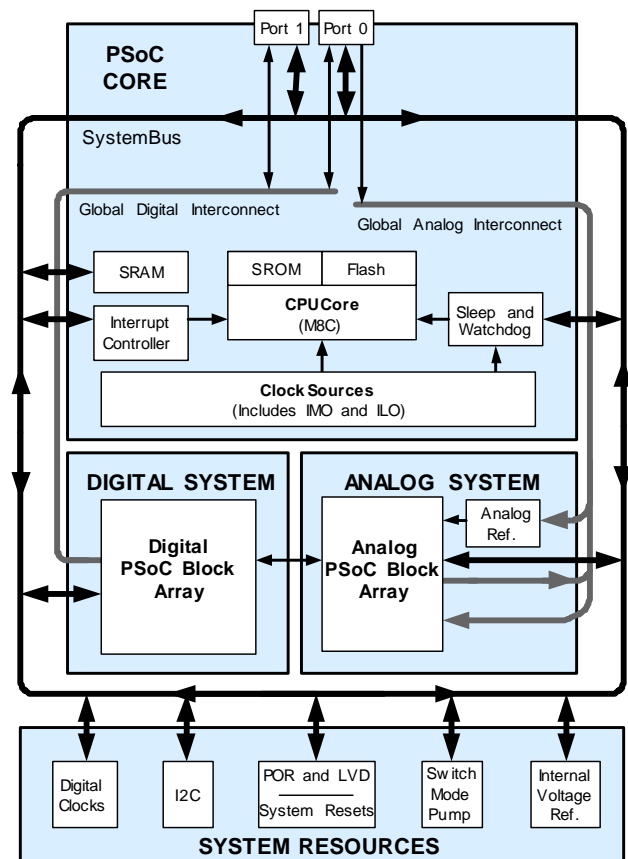 Port 1
Port 0
PSoC
CORE
SystemBus
Global Digital Interconnect
Global Analog Interconnect
SRAM
SROM
Flash
CPUCore
(M8C)
Interrupt
Controller
Sleep and
Watchdog
Clock Sources
(Includes IMO and ILO)
DIGITAL SYSTEM
ANALOG SYSTEM
Digital
PSoC Block
Array
Analog
PSoC Block
Array
Analog
Ref.
Digital
Clocks
I2C
POR and LVD
System Resets
Switch
Mode
Pump
Internal
Voltage
Ref.
SYSTEM RESOURCES